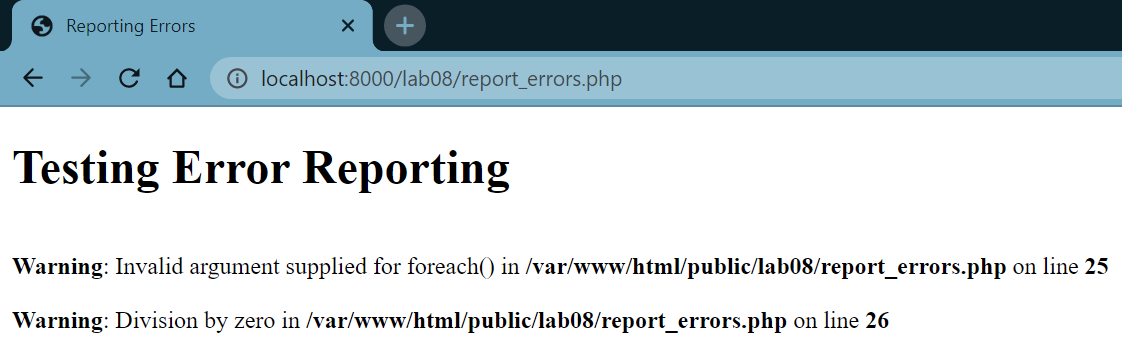 Reporting Errors
localhost:8000/lab08/report_errors.php
Testing Error Reporting
Warning: Invalid argument supplied for foreach() in /var/www/html/public/lab08/report_errors.php on line 25
Warning: Division by zero in /var/www/html/public/lab08/report_errors.php on line 26